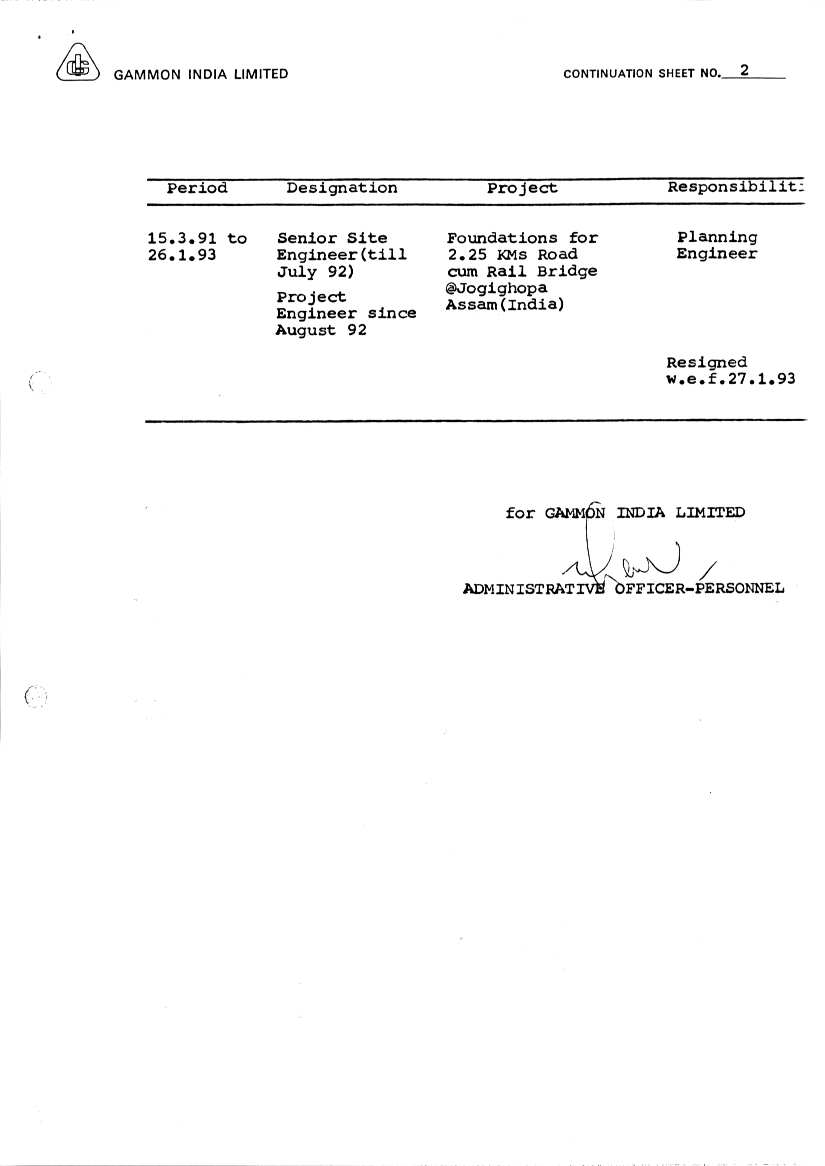 GAMMON INDIA LIMITED CONTINUATION SHEET NO. 2
Period Designation Project Responsibilit
15.3.91 to Senior Site Foundations for Planning
26.1.93 Engineer(till 2.25 KMs Road Engineer
July 92) cum Rail Bridge
@Jogighopa
Project Assam(India)
Engineer since
August 92
Resigned
w.e.f.27.1.93
for GAMMON INDIA LIMITED
ADMINISTRATIVE OFFICER-PERSONNEL